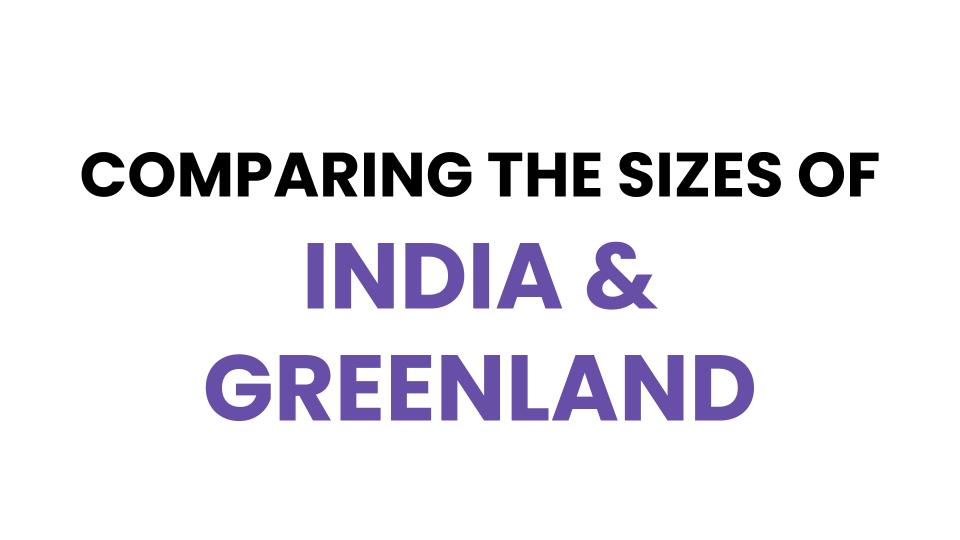 COMPARING THE SIZES OF
INDIA &
GREENLAND